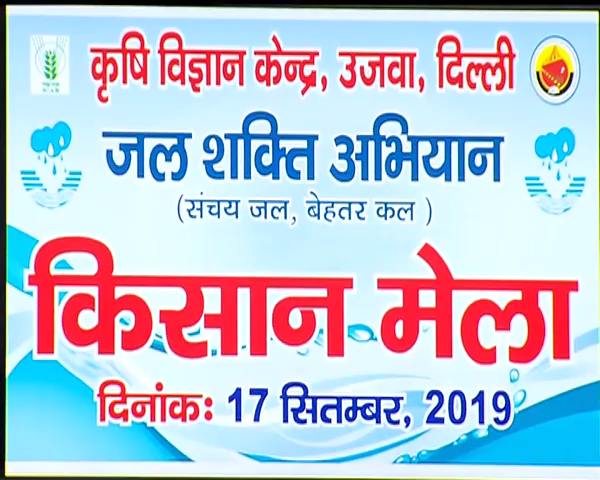 कृषि विज्ञान केन्द्र, उजवा, दिल्ली
जल शक्ति अभियान
(संचय जल, बेहतर कल )
किसान मेला
दिनांकः 17 सितम्बर, 2019